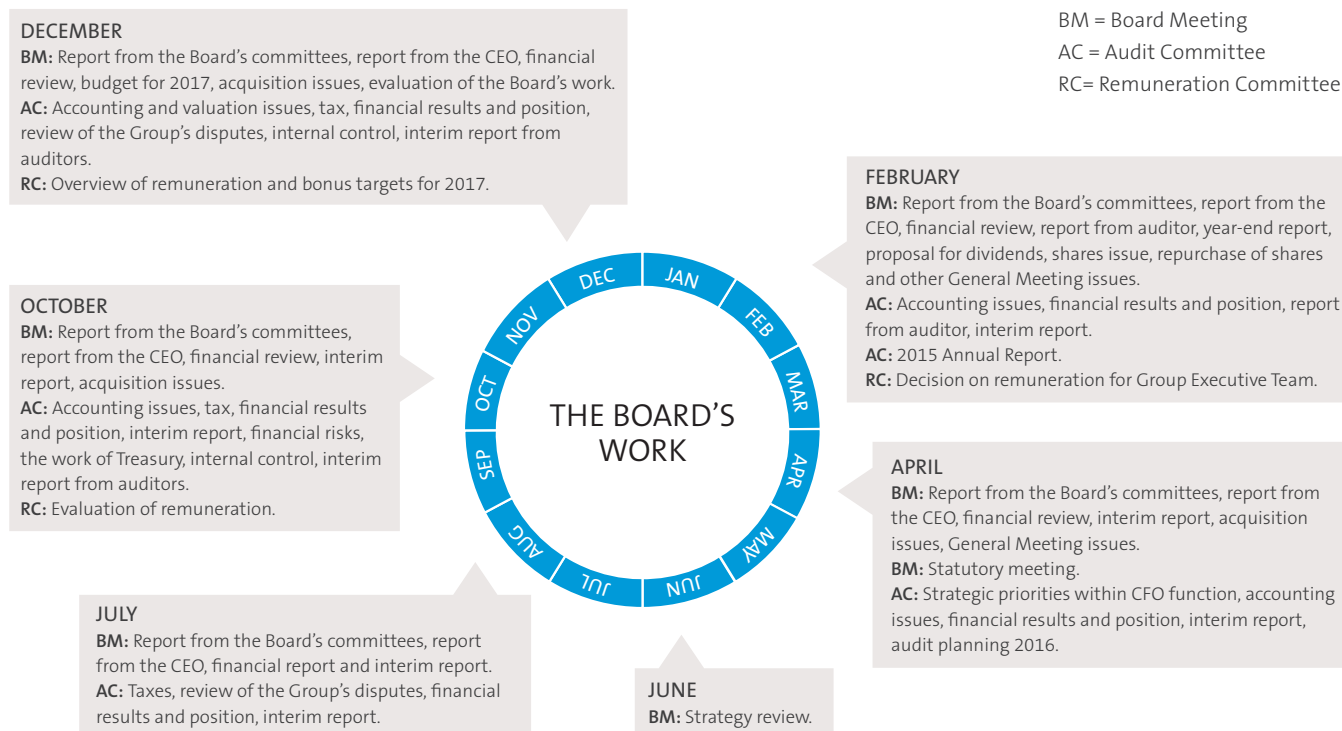 BM = Board Meeting
AC = Audit Committee
RC= Remuneration Committee
DECEMBER
BM: Report from the Board’s committees, report from the CEO, financial
review, budget for 2017, acquisition issues, evaluation of the Board’s work.
AC: Accounting and valuation issues, tax, financial results and position,
review of the Group’s disputes, internal control, interim report from
auditors.
RC: Overview of remuneration and bonus targets for 2017.
FEBRUARY
BM: Report from the Board’s committees, report from the
CEO, financial review, report from auditor, year-end report,
proposal for dividends, shares issue, repurchase of shares
and other General Meeting issues.
AC: Accounting issues, financial results and position, report
from auditor, interim report.
AC: 2015 Annual Report.
RC: Decision on remuneration for Group Executive Team.
OCTOBER
BM: Report from the Board’s committees,
report from the CEO, financial review, interim
report, acquisition issues.
AC: Accounting issues, tax, financial results
and position, interim report, financial risks,
the work of Treasury, internal control, interim
report from auditors.
RC: Evaluation of remuneration.
JAN
FEB
MAR
APR
MAY
JUN
JUL
AUG
SEP
OCT
NOV
DEC
THE BOARD’S
WORK
APRIL
BM: Report from the Board’s committees, report from
the CEO, financial review, interim report, acquisition
issues, General Meeting issues.
BM: Statutory meeting.
AC: Strategic priorities within CFO function, accounting
issues, financial results and position, interim report,
audit planning 2016.
JULY
BM: Report from the Board’s committees, report
from the CEO, financial report and interim report.
AC: Taxes, review of the Group’s disputes, financial
results and position, interim report.
JUNE
BM: Strategy review.